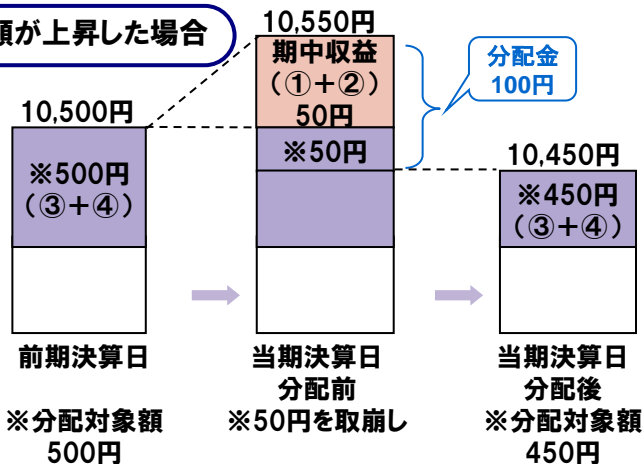 額が上昇した場合
10,550円
期中収益
(①+②)
50円
※50円
分配金
100円
10,500円
※500円
(③+④)
10,450円
※450円
(③+④)
前期決算日
※分配対象額
500円
当期決算日
分配前
※50円を取崩し
当期決算日
分配後
※分配対象額
450円